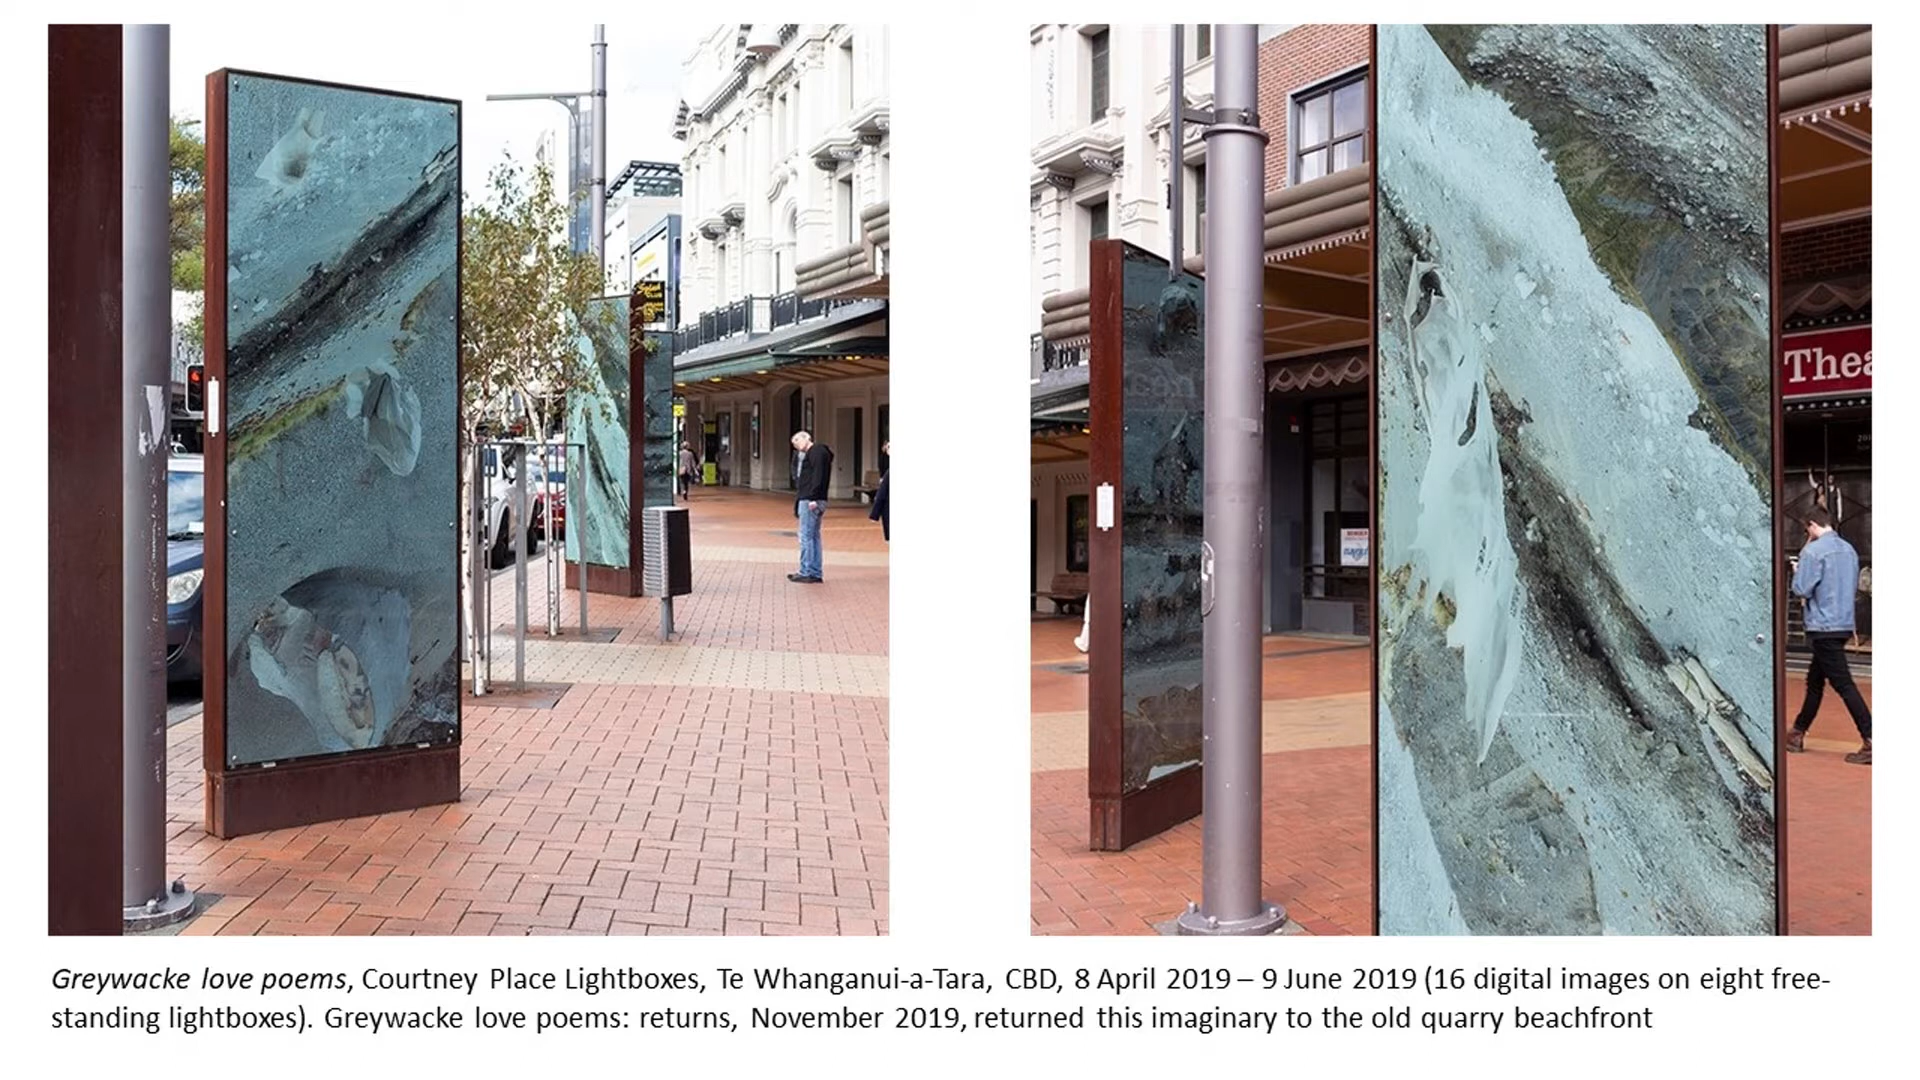 Splash
CLUB
Thea
Greywacke love poems, Courtney Place Lightboxes, Te Whanganui-a-Tara, CBD, 8 April 2019 – 9 June 2019 (16 digital images on eight free-
standing lightboxes). Greywacke love poems: returns, November 2019, returned this imaginary to the old quarry beachfront